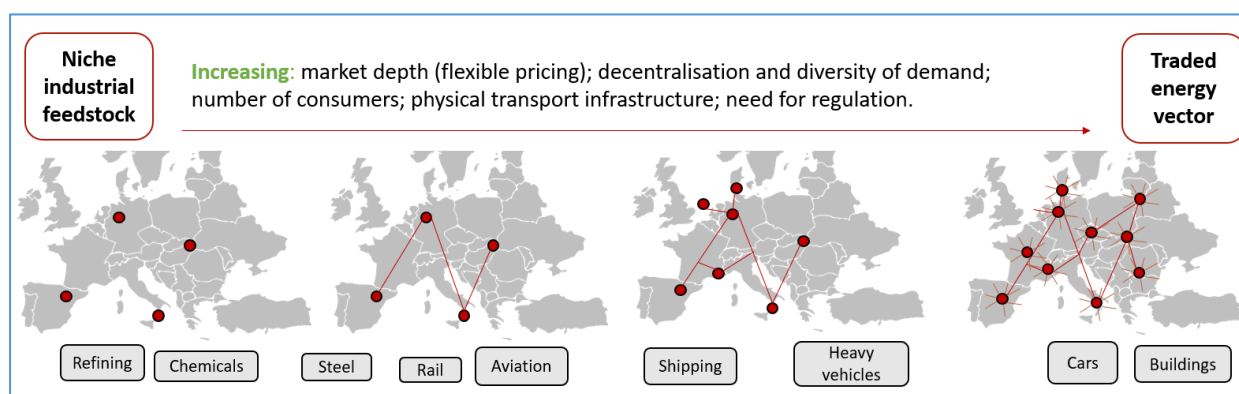 Niche
industrial
feedstock
Increasing: market depth (flexible pricing); decentralisation and diversity of demand;
number of consumers; physical transport infrastructure; need for regulation.
Traded
energy
vector
Refining
Chemicals
Steel
Rail
Aviation
Shipping
Heavy
vehicles
Cars
Buildings